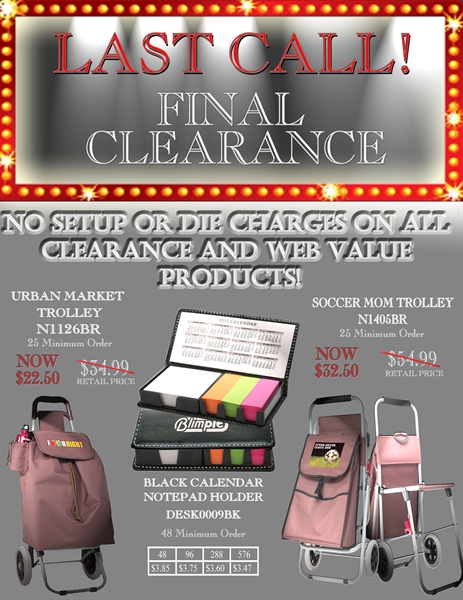 LAST CALL!
FINAL
CLEARANCE
NO SETUP OR DIE CHARGES ON ALL
CLEARANCE AND WEB VALUE
PRODUCTS!
URBAN MARKET
TROLLEY
N1126BR
25 Minimum Order
NOW
$22.50
$34.99
RETAIL PRICE
SOCCER MOM TROLLEY
N1405BR
25 Minimum Order
NOW
$32.50
$54.99
RETAIL PRICE
CALENDAR
Blimpie
BRIGHT
BLACK CALENDAR
NOTEPAD HOLDER
DESK0009BK
48 Minimum Order
48 96 288 576
$3.85 $3.75 $3.60 $3.47